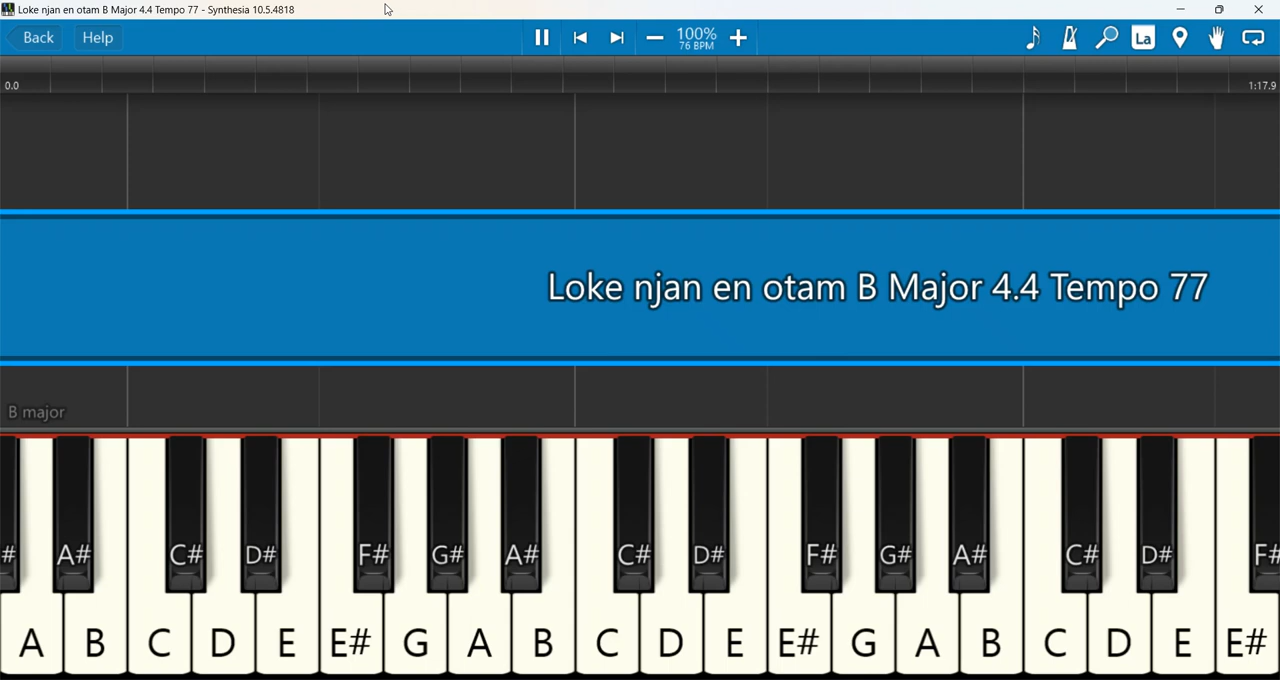 Loke njan en otam B Major 4.4 Tempo 77 - Synthesia 10.5.4818
Back Help 100% La
76 BPM
0.0 1:17.9
Loke njan en otam B Major 4.4 Tempo 77
B major
# A# C# D# F# G# A# C# D# F# G# A# C# D# F#
A B C D E E# G A B C D E E# G A B C D E E#